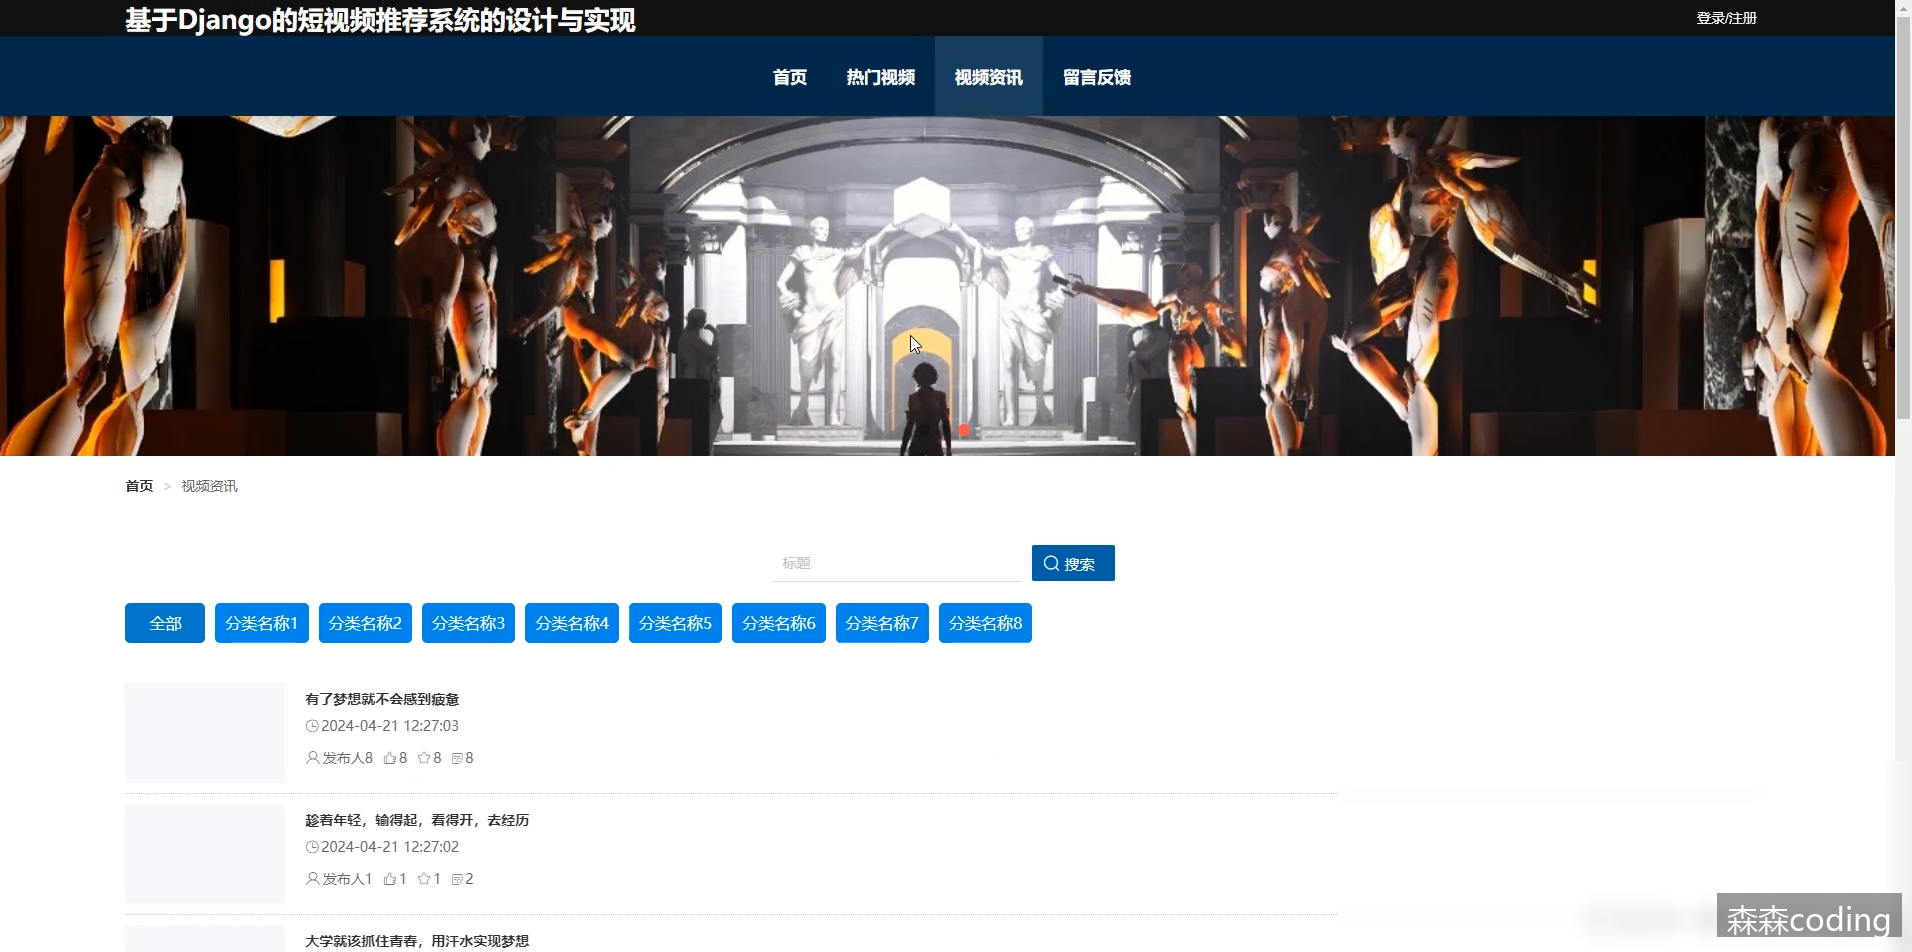 基于Django的短视频推荐系统的设计与实现
登录/注册
首页 热门视频 视频资讯 留言反馈
首页 > 视频资讯
标题 搜索
全部 分类名称1 分类名称2 分类名称3 分类名称4 分类名称5 分类名称6 分类名称7 分类名称8
有了梦想就不会感到疲惫
2024-04-21 12:27:03
发布人8 8 8 8
趁着年轻，输得起，看得开，去经历
2024-04-21 12:27:02
发布人1 1 1 2
大学就该抓住青春，用汗水实现梦想
森森coding